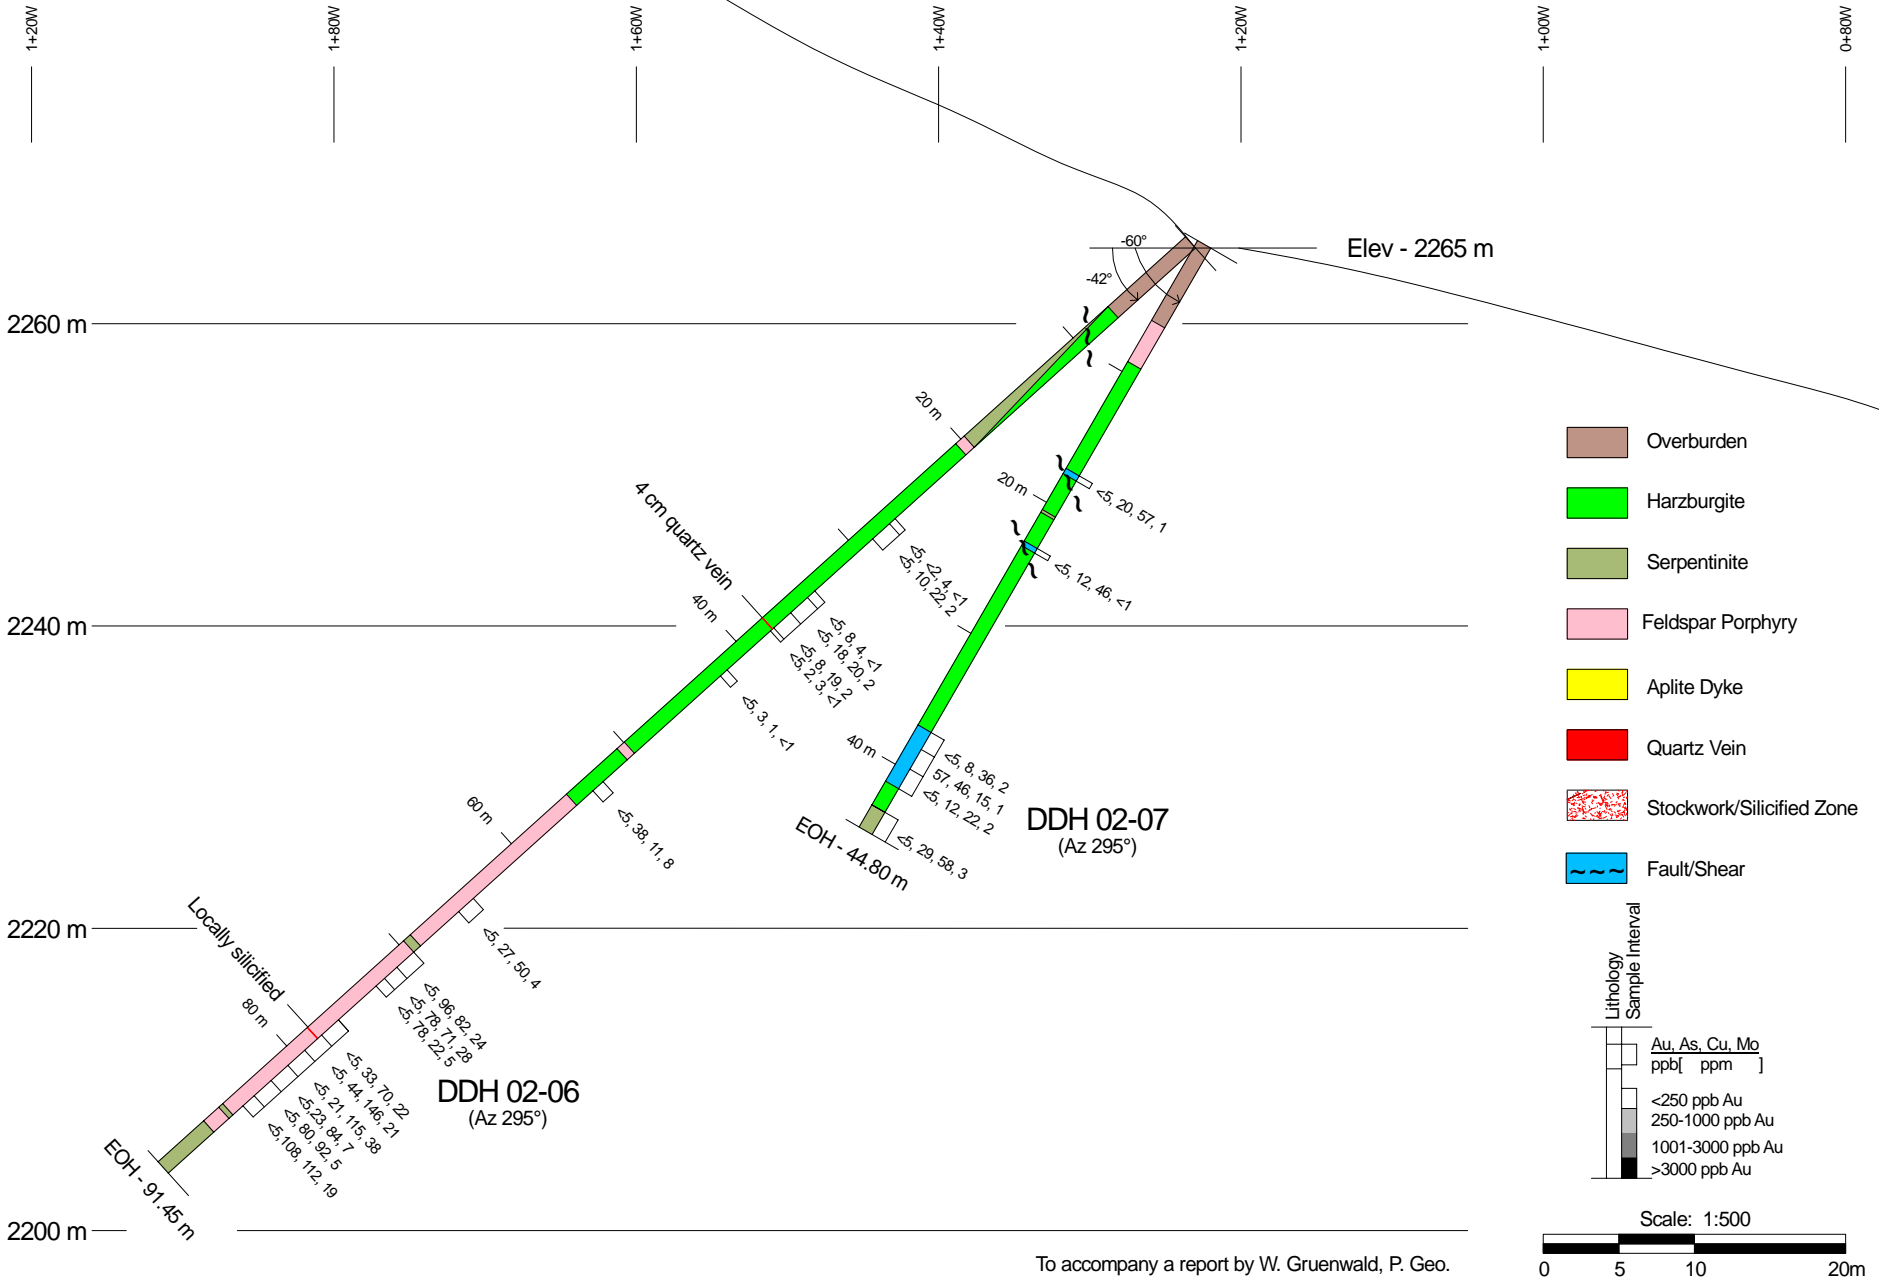 1+20W
1+80W
1+60W
1+40W
1+20W
1+00W
0+80W
-60°
-42°
Elev - 2265 m
2260 m
2240 m
2220 m
2200 m
20 m
4 cm quartz vein
40 m
60 m
Locally silicified
80 m
EOH - 91.45 m
<5, <2, 4, <1
<5, 10, 22, 2
<5, 8, 4, <1
<5, 18, 20, 2
<5, 8, 19, 2
<5, 2, 3, <1
<5, 3, 1, <1
<5, 38, 11, 8
<5, 27, 50, 4
<5, 96, 82, 24
<5, 78, 71, 28
<5, 78, 22, 5
<5, 33, 70, 22
<5, 44, 146, 21
<5, 21, 115, 38
<5,23, 84, 7
<5, 80, 92, 5
<5,108, 112, 19
DDH 02-06
(Az 295°)
20 m
<5, 20, 57, 1
<5, 12, 46, <1
40 m
<5, 8, 36, 2
57, 46, 15, 1
<5, 12, 22, 2
<5, 29, 58, 3
EOH - 44.80 m
DDH 02-07
(Az 295°)
Overburden
Harzburgite
Serpentinite
Feldspar Porphyry
Aplite Dyke
Quartz Vein
Stockwork/Silicified Zone
Fault/Shear
Lithology
Sample Interval
Au, As, Cu, Mo
ppb[ ppm ]
<250 ppb Au
250-1000 ppb Au
1001-3000 ppb Au
>3000 ppb Au
Scale: 1:500
0 5 10 20m
To accompany a report by W. Gruenwald, P. Geo.